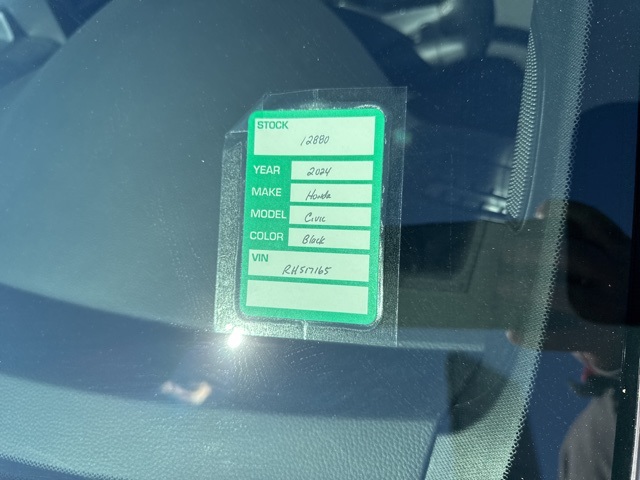 STOCK
12880
YEAR 2024
MAKE Honda
MODEL Civic
COLOR Black
VIN
RH517165